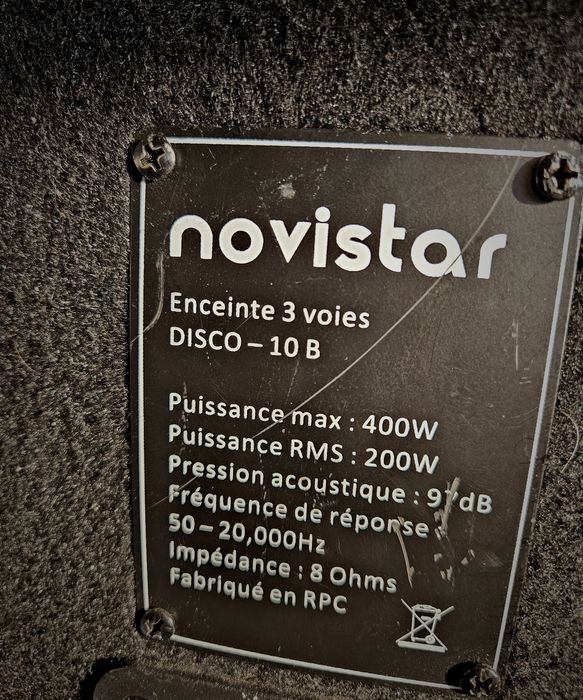 novistar
Enceinte 3 voies
DISCO – 10 B
Puissance max : 400W
Puissance RMS : 200W
Pression acoustique : 97dB
Fréquence de réponse :
50 – 20,000Hz
Impédance : 8 Ohms
Fabriqué en RPC